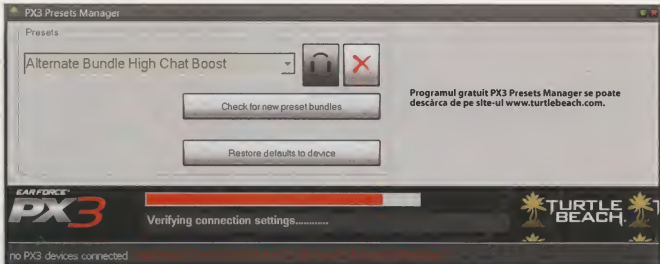 PX3 Presets Manager
Presets
Alternate Bundle High Chat Boost
Check for new preset bundles
Restore defaults to device
Programul gratuit PX3 Presets Manager se poate
descărca de pe site-ul www.turtlebeach.com.
EAR FORCE
PX3
Verifying connection settings............
TURTLE
BEACH.
T
no PX3 devices connected